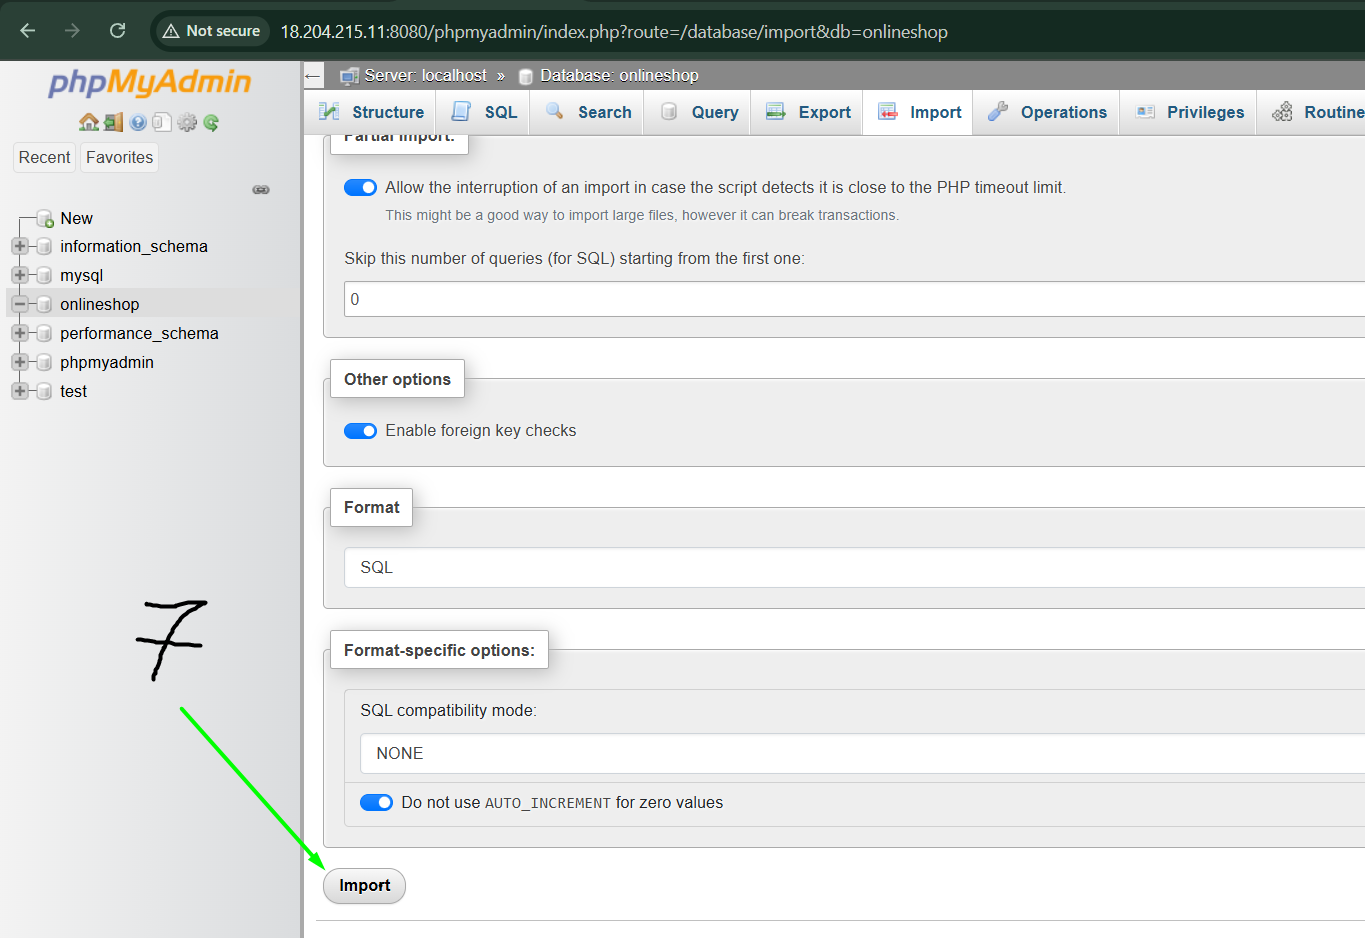 Not secure
18.204.215.11:8080/phpmyadmin/index.php?route=/database/import&db=onlineshop
phpMyAdmin
Recent
Favorites
New
information_schema
mysql
onlineshop
performance_schema
phpmyadmin
test
7
Server: localhost » Database: onlineshop
Structure
SQL
Search
Query
Export
Import
Operations
Privileges
Routine
Partial import:
Allow the interruption of an import in case the script detects it is close to the PHP timeout limit.
This might be a good way to import large files, however it can break transactions.
Skip this number of queries (for SQL) starting from the first one:
0
Other options
Enable foreign key checks
Format
SQL
Format-specific options:
SQL compatibility mode:
NONE
Do not use AUTO_INCREMENT for zero values
Import